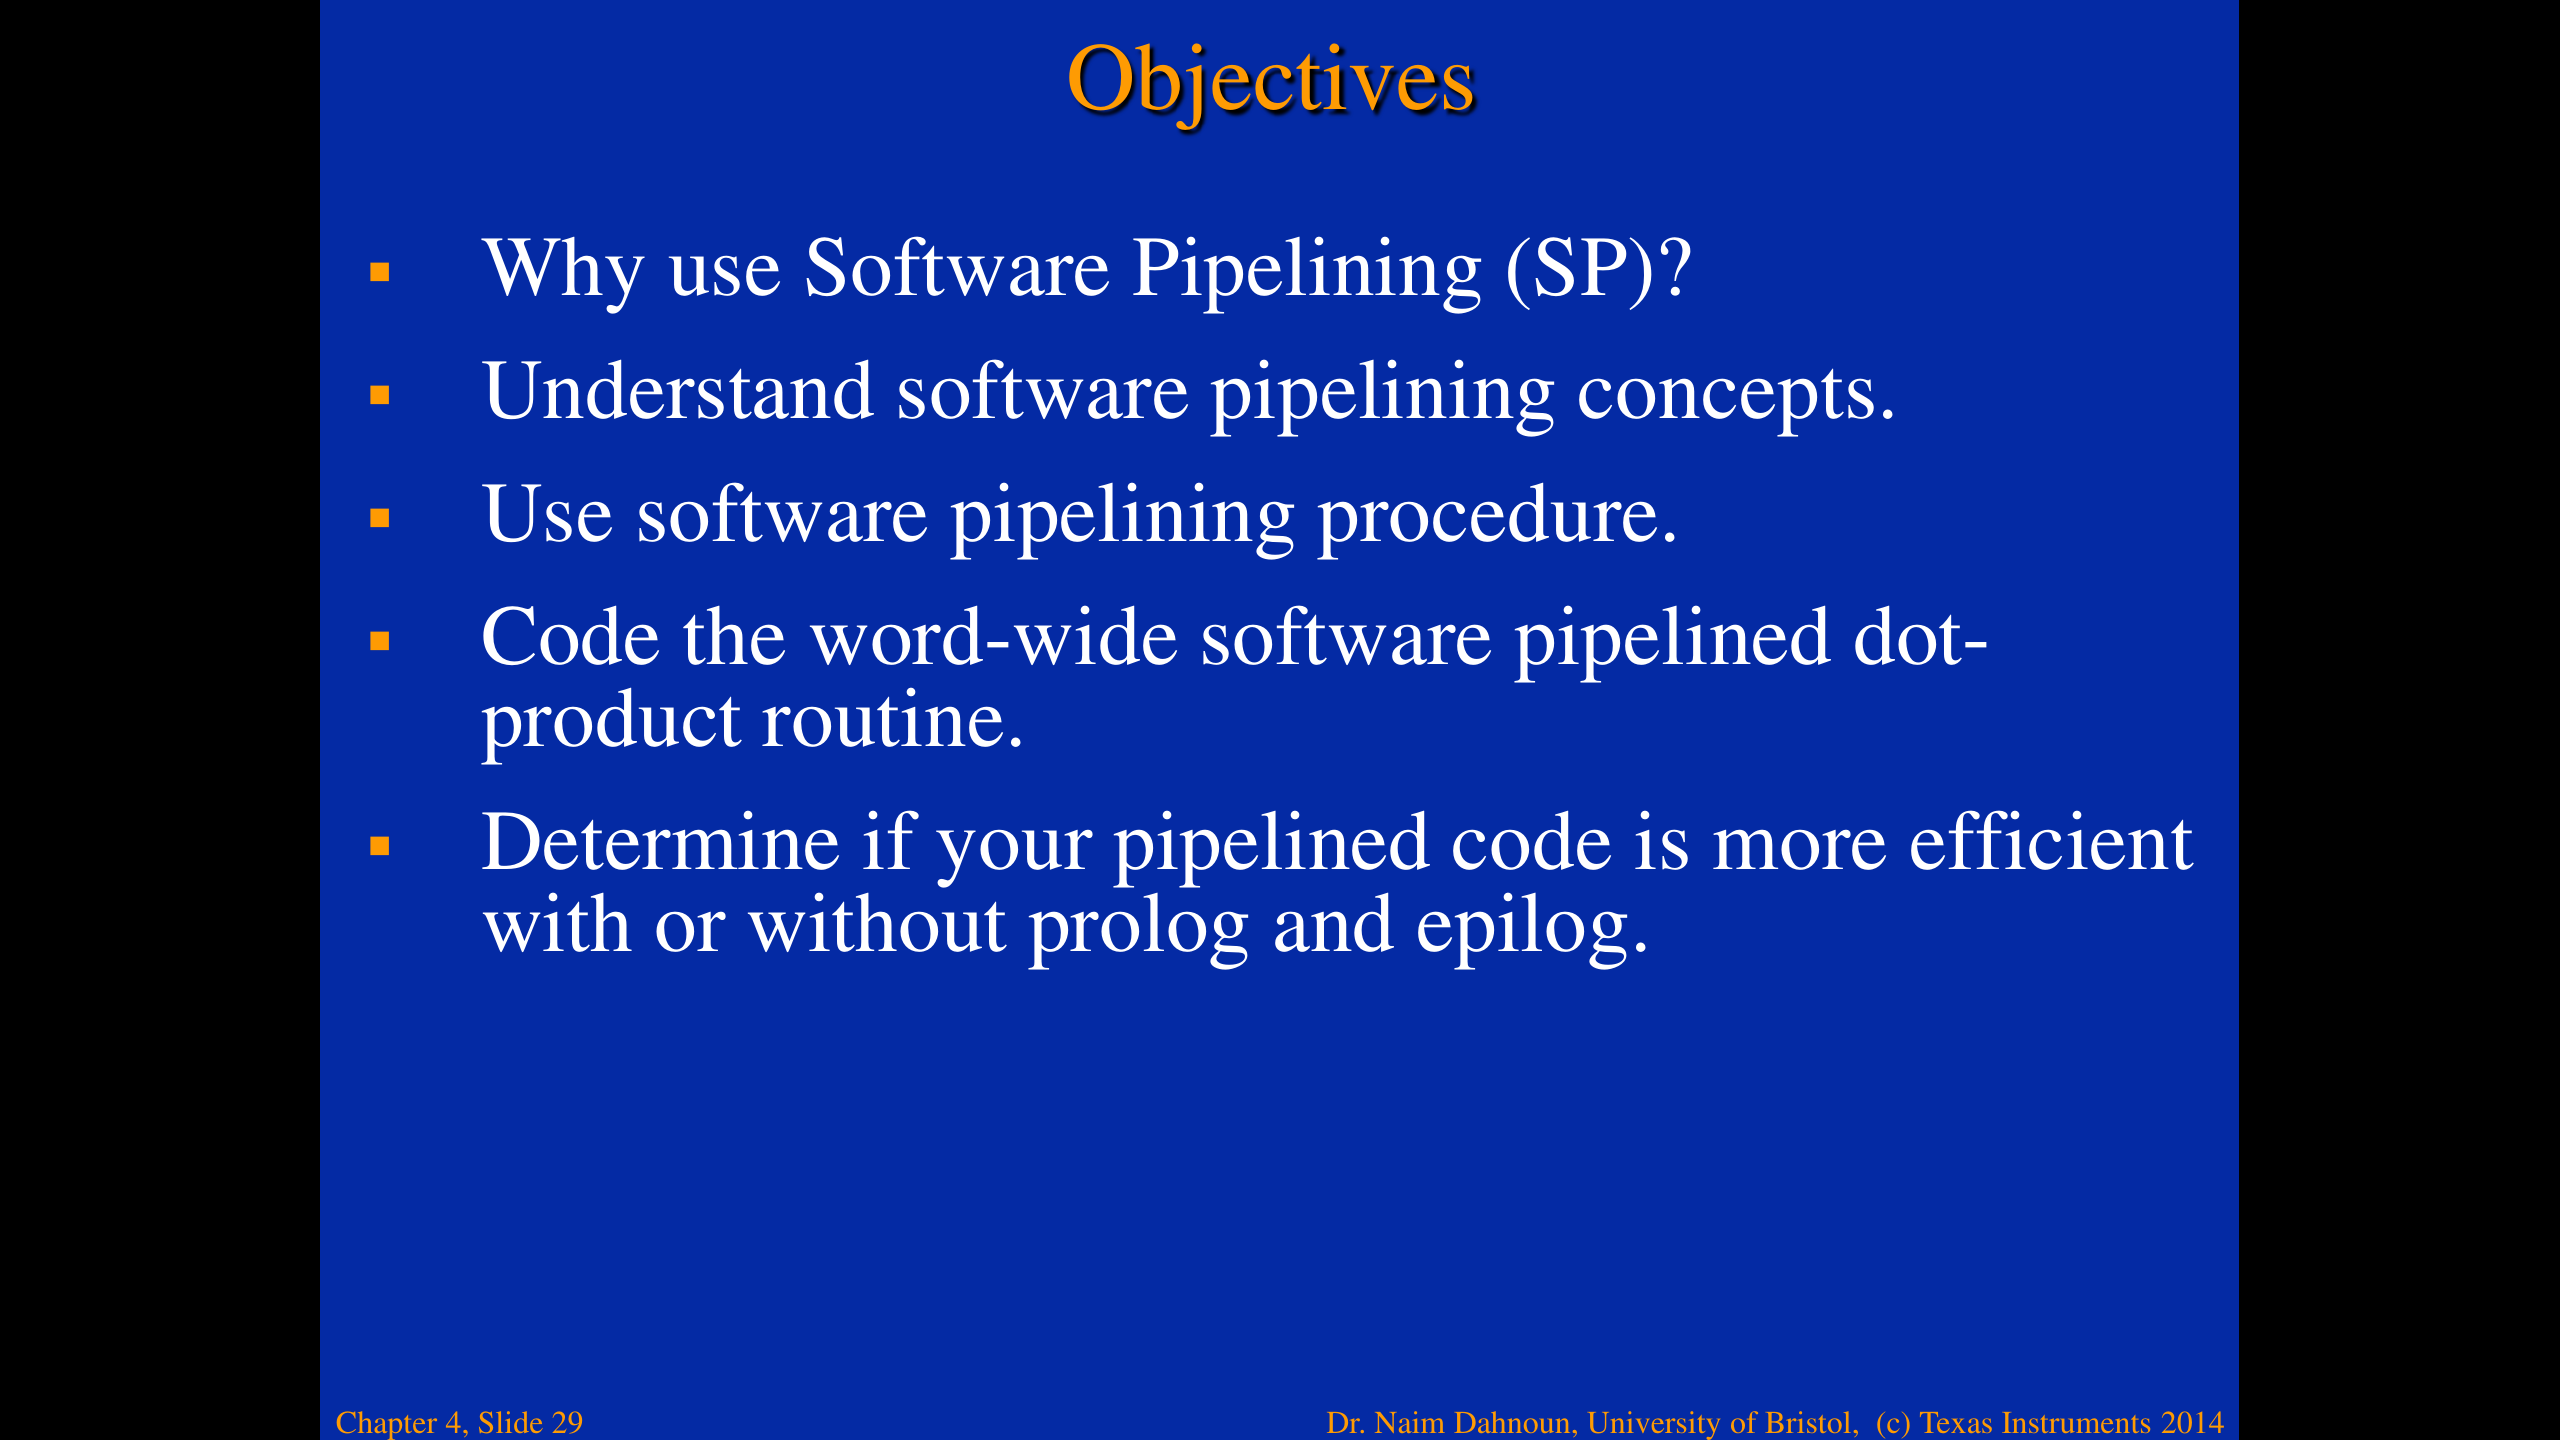 Objectives
▪ Why use Software Pipelining (SP)?
▪ Understand software pipelining concepts.
▪ Use software pipelining procedure.
▪ Code the word-wide software pipelined dot-
product routine.
▪ Determine if your pipelined code is more efficient
with or without prolog and epilog.
Chapter 4, Slide 29
Dr. Naim Dahnoun, University of Bristol, (c) Texas Instruments 2014